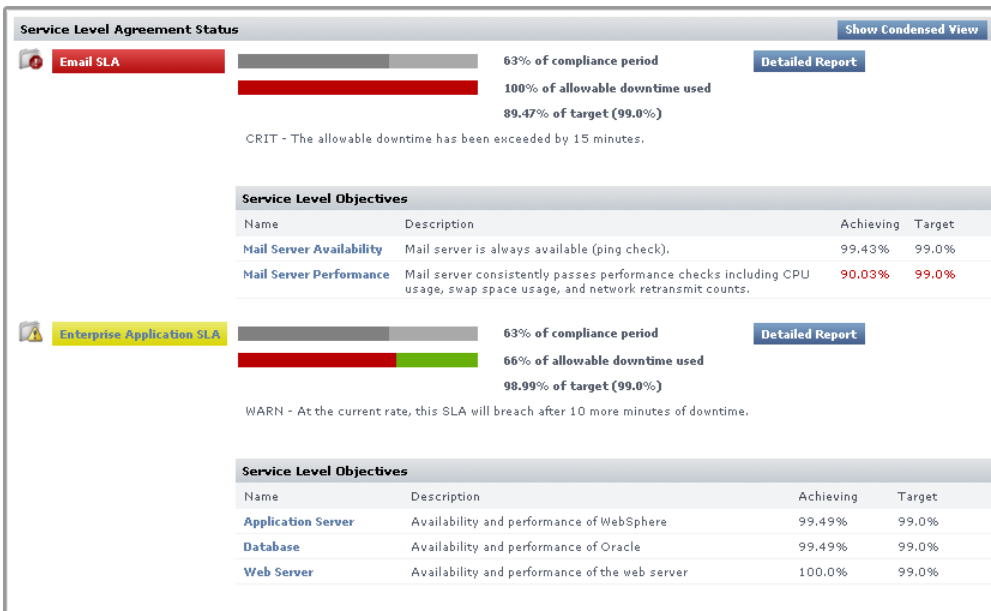 Service Level Agreement Status
Show Condensed View
Email SLA
63% of compliance period
Detailed Report
100% of allowable downtime used
89.47% of target (99.0%)
CRIT - The allowable downtime has been exceeded by 15 minutes.
Service Level Objectives
Name Description Achieving Target
Mail Server Availability Mail server is always available (ping check). 99.43% 99.0%
Mail Server Performance Mail server consistently passes performance checks including CPU 90.03% 99.0%
usage, swap space usage, and network retransmit counts.
Enterprise Application SLA
63% of compliance period
Detailed Report
66% of allowable downtime used
98.99% of target (99.0%)
WARN - At the current rate, this SLA will breach after 10 more minutes of downtime.
Service Level Objectives
Name Description Achieving Target
Application Server Availability and performance of WebSphere 99.49% 99.0%
Database Availability and performance of Oracle 99.49% 99.0%
Web Server Availability and performance of the web server 100.0% 99.0%